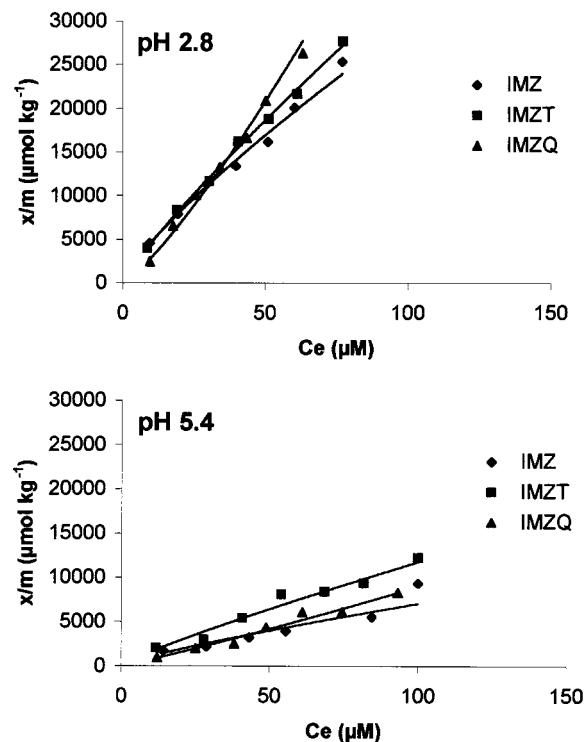 pH 2.8
30000
25000
20000
15000
10000
5000
0
x/m (µmol kg⁻¹)
0 50 100 150
Ce (µM)
IMZ
IMZT
IMZQ
pH 5.4
30000
25000
20000
15000
10000
5000
0
x/m (µmol kg⁻¹)
0 50 100 150
Ce (µM)
IMZ
IMZT
IMZQ